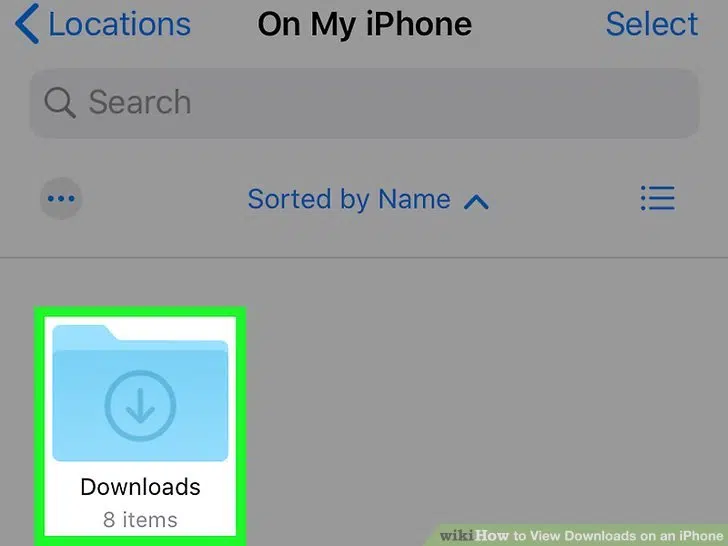 Locations
On My iPhone
Select
Search
Sorted by Name
Downloads
8 items
wikiHow to View Downloads on an iPhone